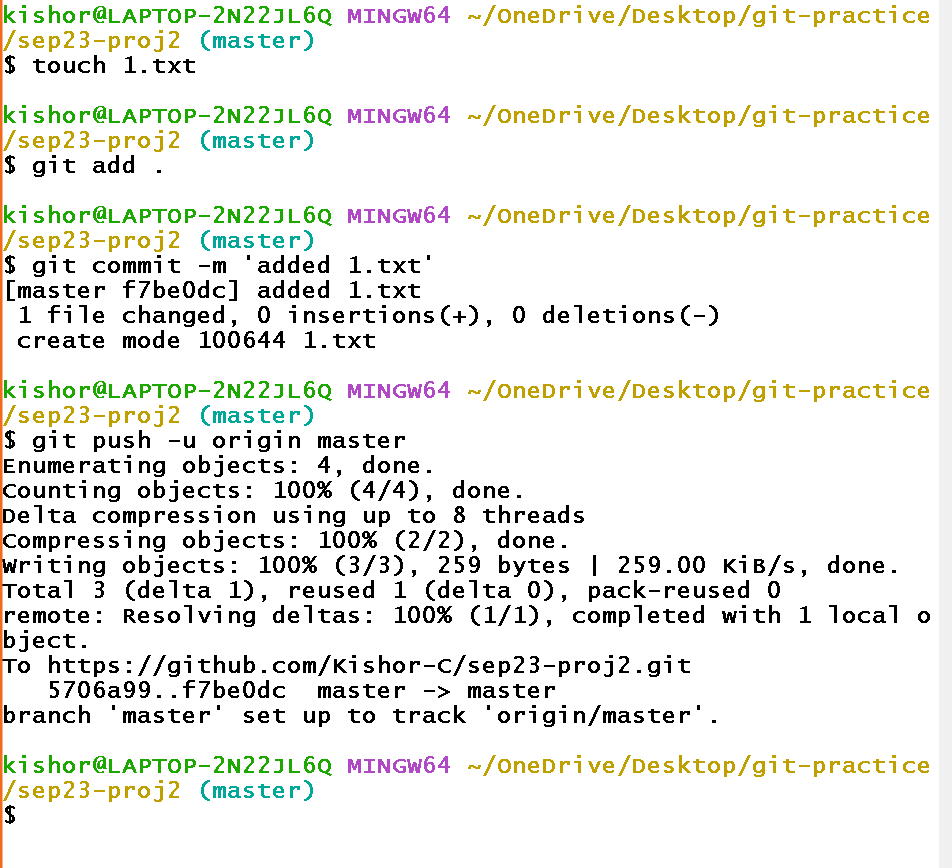 kishor@LAPTOP-2N22JL6Q MINGW64 ~/OneDrive/Desktop/git-practice
/sep23-proj2 (master)
$ touch 1.txt
kishor@LAPTOP-2N22JL6Q MINGW64 ~/OneDrive/Desktop/git-practice
/sep23-proj2 (master)
$ git add .
kishor@LAPTOP-2N22JL6Q MINGW64 ~/OneDrive/Desktop/git-practice
/sep23-proj2 (master)
$ git commit -m 'added 1.txt'
[master f7be0dc] added 1.txt
 1 file changed, 0 insertions(+), 0 deletions(-)
 create mode 100644 1.txt
kishor@LAPTOP-2N22JL6Q MINGW64 ~/OneDrive/Desktop/git-practice
/sep23-proj2 (master)
$ git push -u origin master
Enumerating objects: 4, done.
Counting objects: 100% (4/4), done.
Delta compression using up to 8 threads
Compressing objects: 100% (2/2), done.
Writing objects: 100% (3/3), 259 bytes | 259.00 KiB/s, done.
Total 3 (delta 1), reused 1 (delta 0), pack-reused 0
remote: Resolving deltas: 100% (1/1), completed with 1 local o
bject.
To https://github.com/Kishor-C/sep23-proj2.git
   5706a99..f7be0dc  master -> master
branch 'master' set up to track 'origin/master'.
kishor@LAPTOP-2N22JL6Q MINGW64 ~/OneDrive/Desktop/git-practice
/sep23-proj2 (master)
$